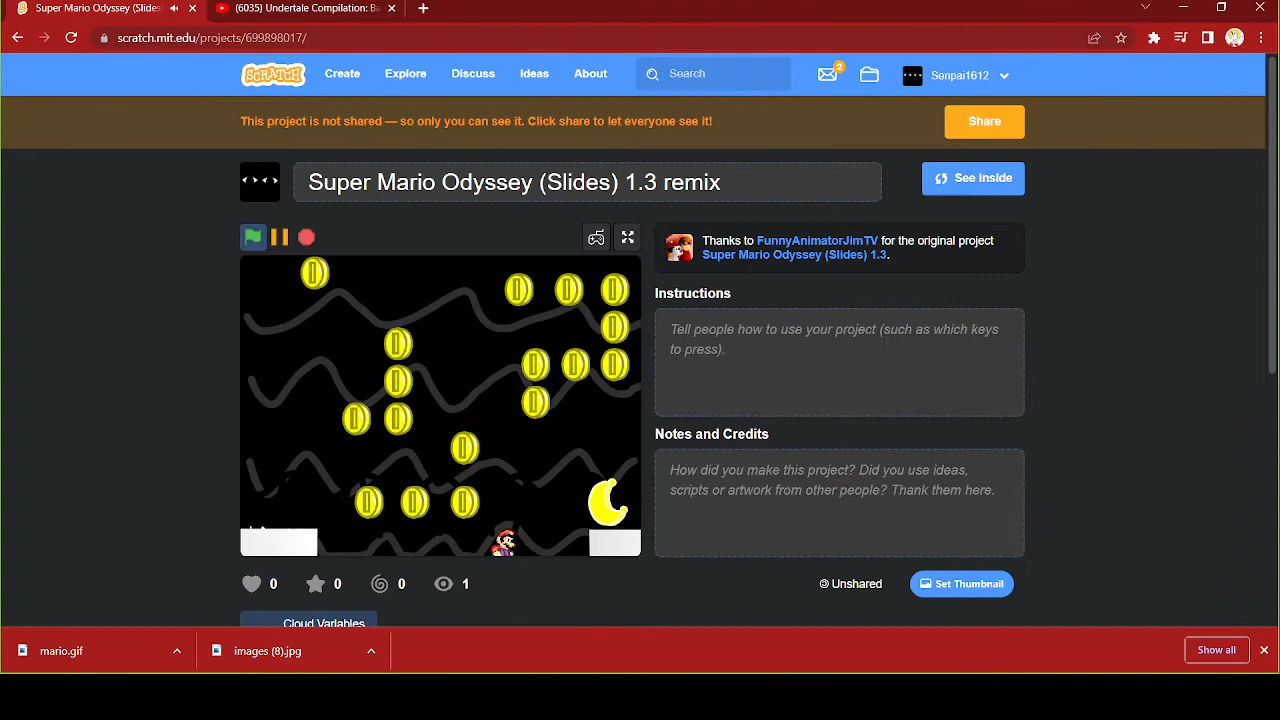 Super Mario Odyssey (Slides)
(6035) Undertale Compilation: Ba
scratch.mit.edu/projects/699898017/
SCRATCH
Create
Explore
Discuss
Ideas
About
Search
2
Senpai1612
This project is not shared — so only you can see it. Click share to let everyone see it!
Share
Super Mario Odyssey (Slides) 1.3 remix
See inside
Thanks to FunnyAnimatorJimTV for the original project
Super Mario Odyssey (Slides) 1.3.
Instructions
Tell people how to use your project (such as which keys
to press).
Notes and Credits
How did you make this project? Did you use ideas,
scripts or artwork from other people? Thank them here.
0
0
0
1
Unshared
Set Thumbnail
Cloud Variables
mario.gif
images (8).jpg
Show all